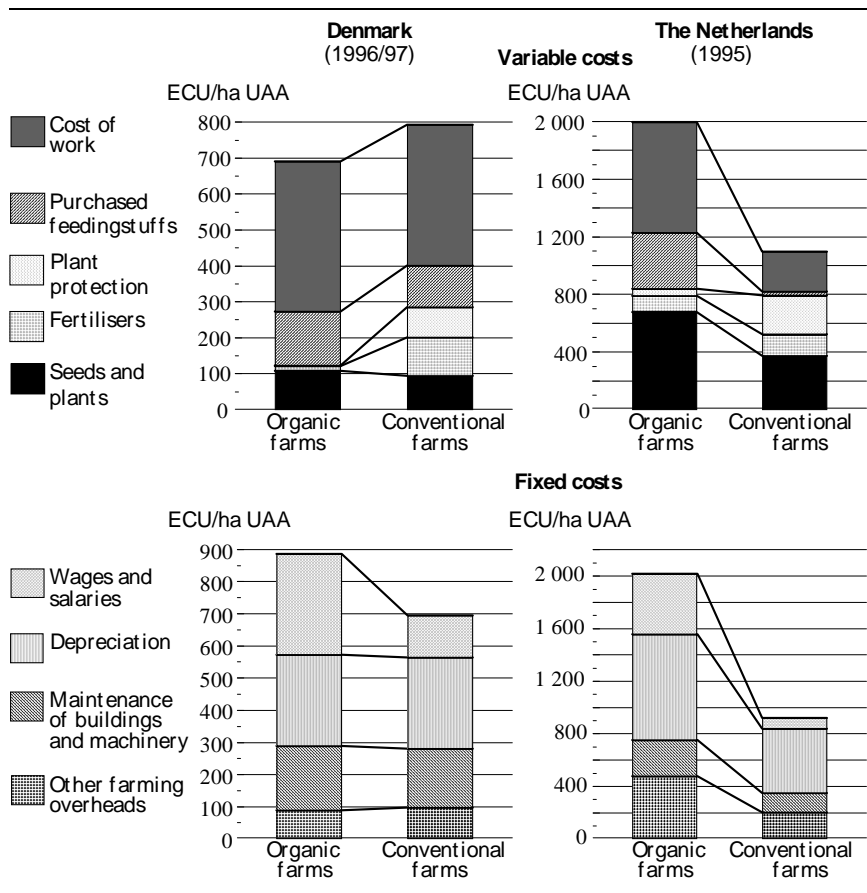 Denmark
(1996/97)
The Netherlands
(1995)
Variable costs
ECU/ha UAA
ECU/ha UAA
Cost of
work
Purchased
feedingstuffs
Plant
protection
Fertilisers
Seeds and
plants
800
700
600
500
400
300
200
100
0
Organic
farms
Conventional
farms
2 000
1 600
1 200
800
400
0
Organic
farms
Conventional
farms
Fixed costs
ECU/ha UAA
ECU/ha UAA
Wages and
salaries
Depreciation
Maintenance
of buildings
and machinery
Other farming
overheads
900
800
700
600
500
400
300
200
100
0
Organic
farms
Conventional
farms
2 000
1 600
1 200
800
400
0
Organic
farms
Conventional
farms